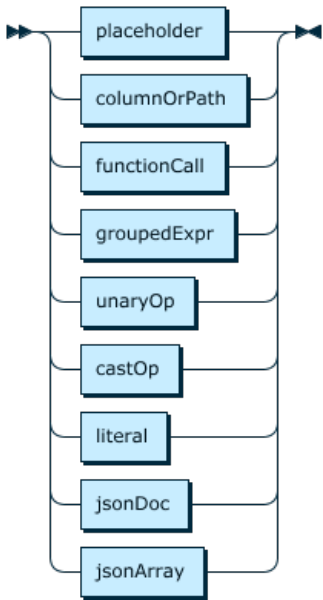 placeholder
columnOrPath
functionCall
groupedExpr
unaryOp
castOp
literal
jsonDoc
jsonArray